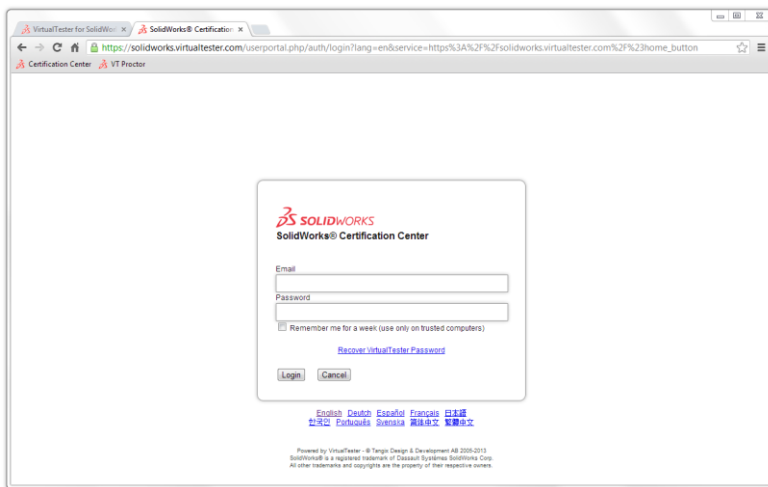 VirtualTester for SolidWor
SolidWorks® Certification
https://solidworks.virtualtester.com/userportal.php/auth/login?lang=en&service=https%3A%2F%2Fsolidworks.virtualtester.com%2F%23home_button
Certification Center VT Proctor
SOLIDWORKS
SolidWorks® Certification Center
Email
Password
Remember me for a week (use only on trusted computers)
Recover VirtualTester Password
Login Cancel
English Deutch Español Français 日本語
한국인 Português Svenska 简体中文 繁體中文
Powered by VirtualTester - © Tangix Design & Development AB 2005-2013
SolidWorks® is a registered trademark of Dassault Systèmes SolidWorks Corp.
All other trademarks and copyrights are the property of their respective owners.